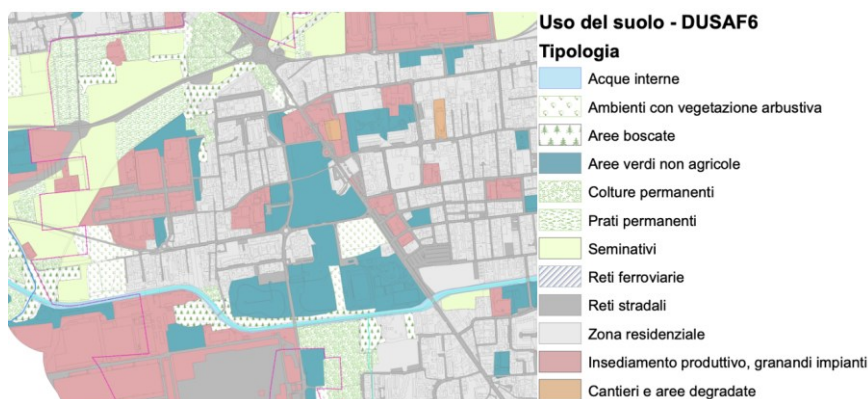 Uso del suolo - DUSAF6
Tipologia
Acque interne
Ambienti con vegetazione arbustiva
Aree boscate
Aree verdi non agricole
Colture permanenti
Prati permanenti
Seminativi
Reti ferroviarie
Reti stradali
Zona residenziale
Insediamento produttivo, granandi impianti
Cantieri e aree degradate